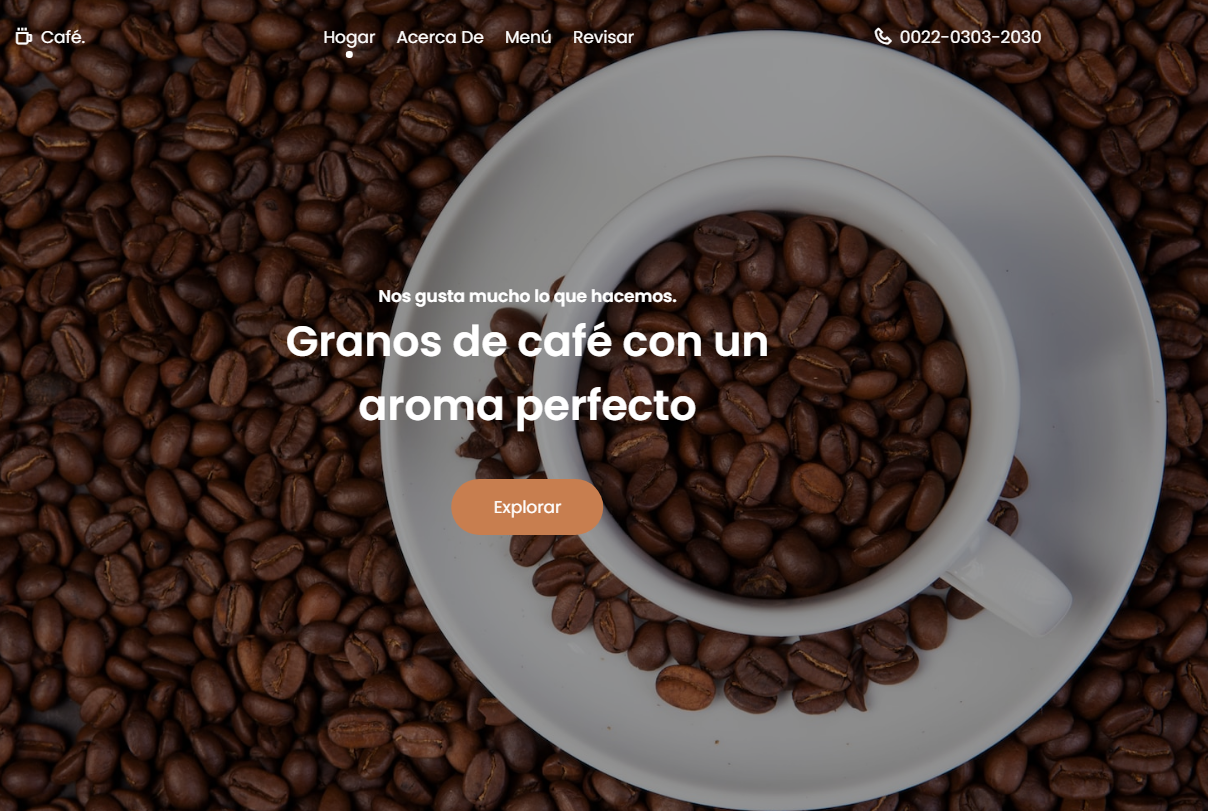 Café.
Hogar
Acerca De
Menú
Revisar
0022-0303-2030
Nos gusta mucho lo que hacemos.
Granos de café con un
aroma perfecto
Explorar